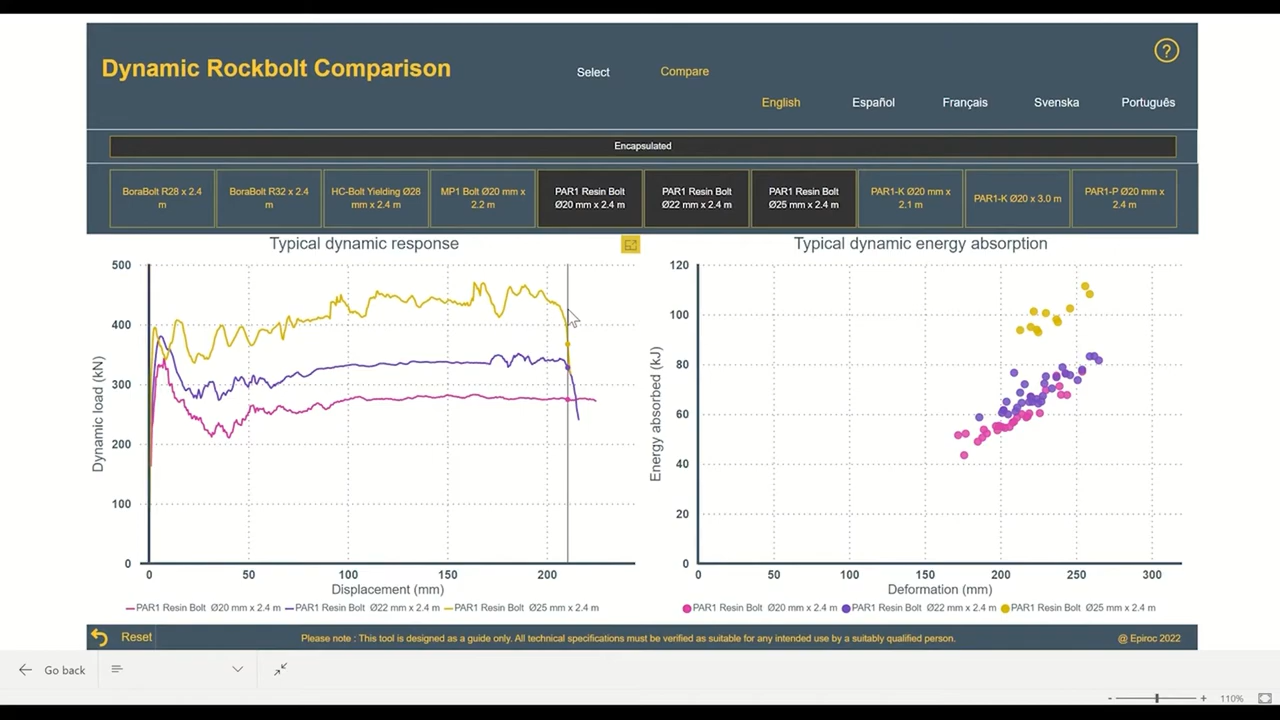 Dynamic Rockbolt Comparison
Select
Compare
?
English
Español
Français
Svenska
Português
Encapsulated
BoraBolt R28 x 2.4
m
BoraBolt R32 x 2.4
m
HC-Bolt Yielding Ø28
mm x 2.4 m
MP1 Bolt Ø20 mm x
2.2 m
PAR1 Resin Bolt
Ø20 mm x 2.4 m
PAR1 Resin Bolt
Ø22 mm x 2.4 m
PAR1 Resin Bolt
Ø25 mm x 2.4 m
PAR1-K Ø20 mm x
2.1 m
PAR1-K Ø20 x 3.0 m
PAR1-P Ø20 mm x
2.4 m
Typical dynamic response
500
400
300
200
100
0
Dynamic load (kN)
0 50 100 150 200
Displacement (mm)
PAR1 Resin Bolt Ø20 mm x 2.4 m
PAR1 Resin Bolt Ø22 mm x 2.4 m
PAR1 Resin Bolt Ø25 mm x 2.4 m
Typical dynamic energy absorption
120
100
80
60
40
20
0
Energy absorbed (kJ)
0 50 100 150 200 250 300
Deformation (mm)
PAR1 Resin Bolt Ø20 mm x 2.4 m
PAR1 Resin Bolt Ø22 mm x 2.4 m
PAR1 Resin Bolt Ø25 mm x 2.4 m
Reset
Please note : This tool is designed as a guide only. All technical specifications must be verified as suitable for any intended use by a suitably qualified person.
@ Epiroc 2022
Go back
- + 110%